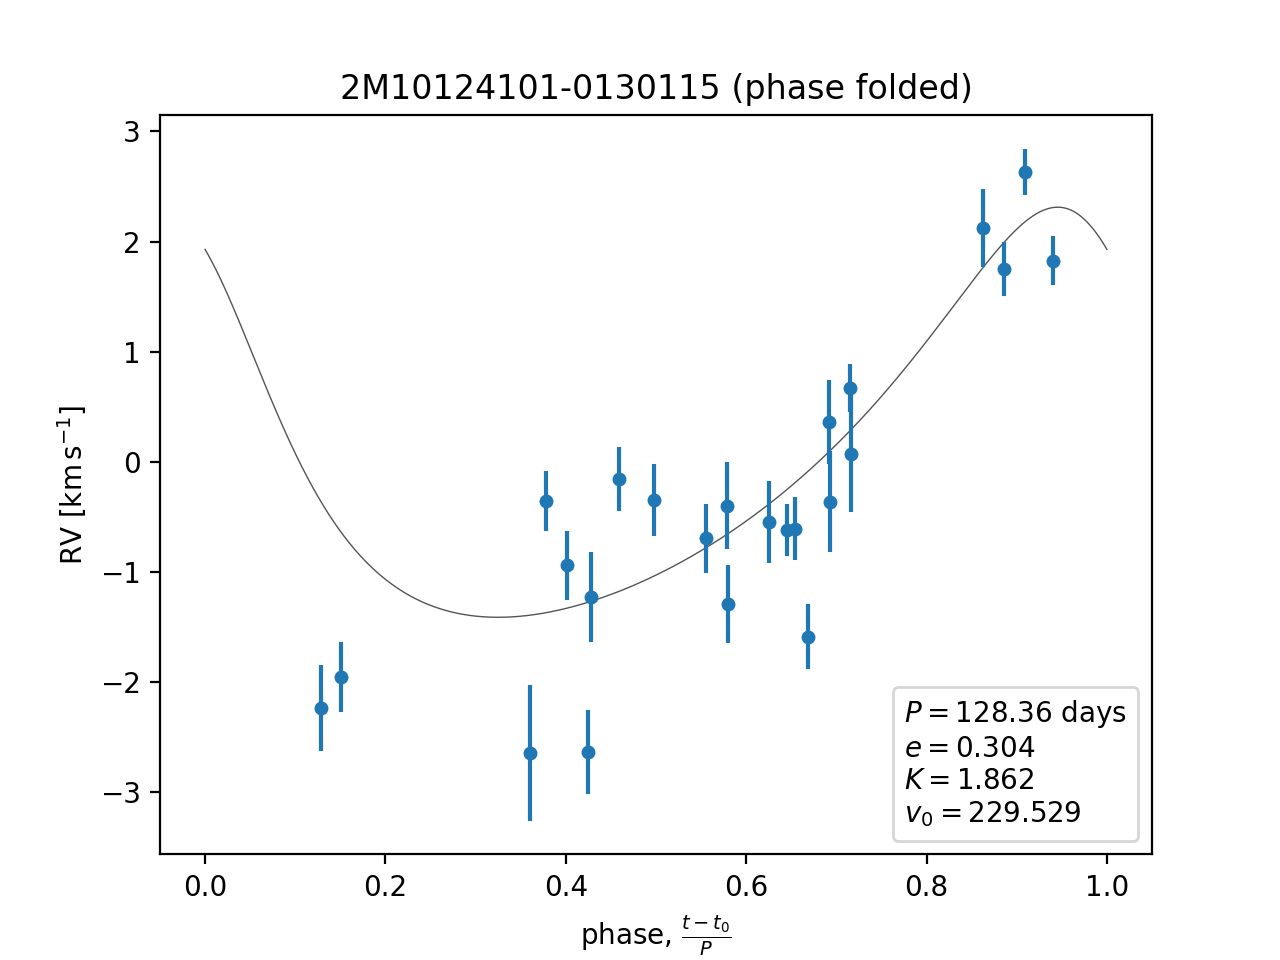 2M10124101-0130115 (phase folded)
3
2
1
0
−1
−2
−3
RV [km s⁻¹]
P = 128.36 days
e = 0.304
K = 1.862
v₀ = 229.529
0.0 0.2 0.4 0.6 0.8 1.0
phase, (t − t₀)/P